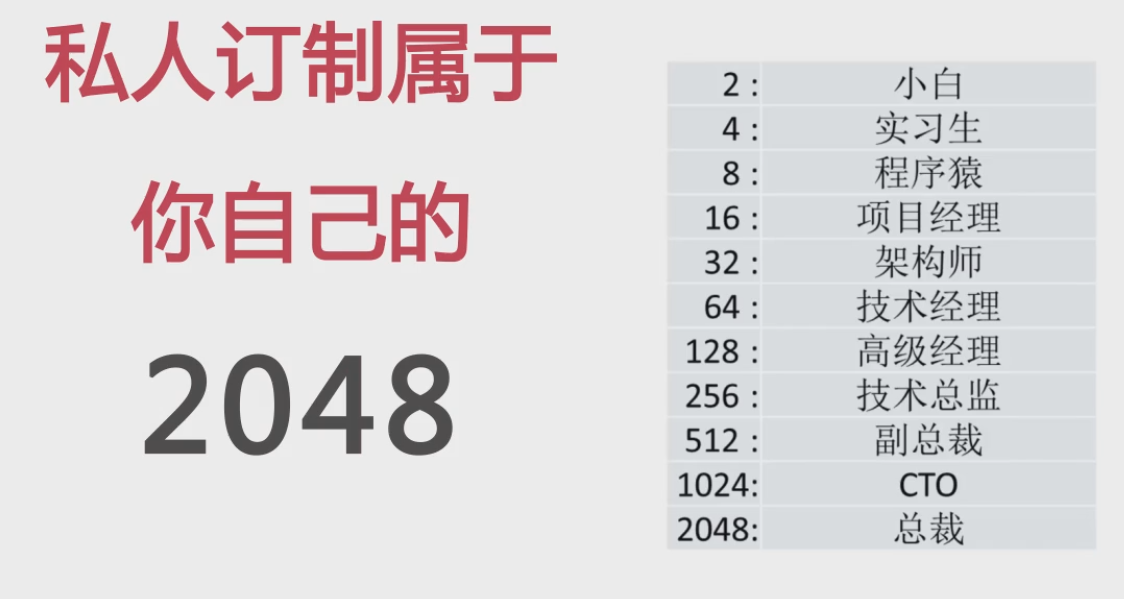 私人订制属于
你自己的
2048
2 : 小白
4 : 实习生
8 : 程序猿
16 : 项目经理
32 : 架构师
64 : 技术经理
128 : 高级经理
256 : 技术总监
512 : 副总裁
1024: CTO
2048: 总裁